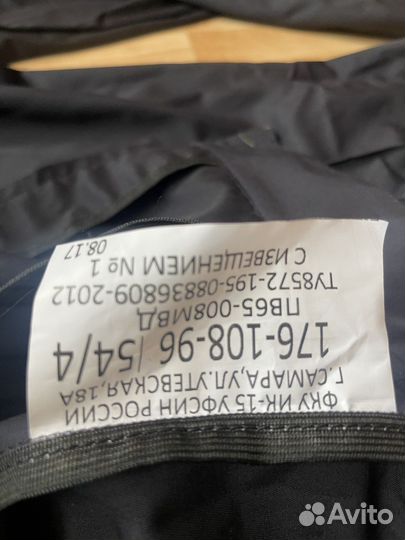 ФКУ ИК-15 УФСИН РОССИИ
Г.САМАРА,УЛ.УТЕВСКАЯ,18А
176-108-96 /54/4
ПВ65-008МВД
ТУ8572-195-08836809-2012
С ИЗВЕЩЕНИЕМ № 1
08.17
Avito